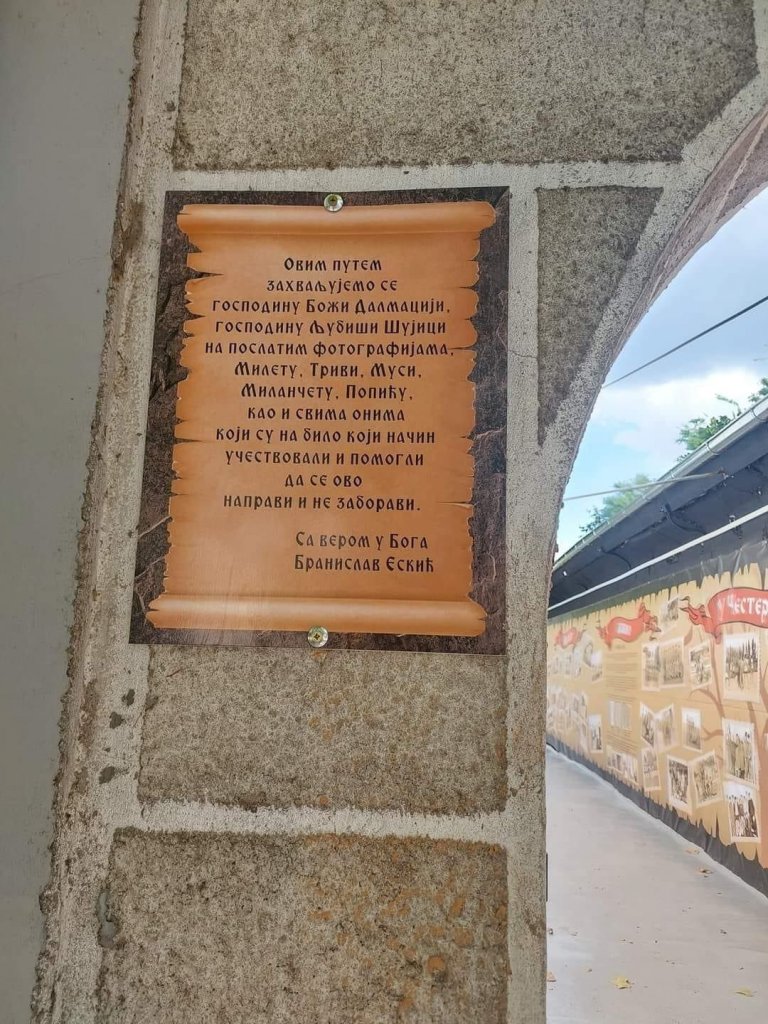 Овим путем
захваљујемо се
господину Божи Далмацији,
господину Љубиши Шујици
на послатим фотографијама,
Милету, Триви, Муси,
Миланчету, Попићу,
као и свима онима
који су на било који начин
учествовали и помогли
да се ово
направи и не заборави.
Са вером у Бога
Бранислав Ескић